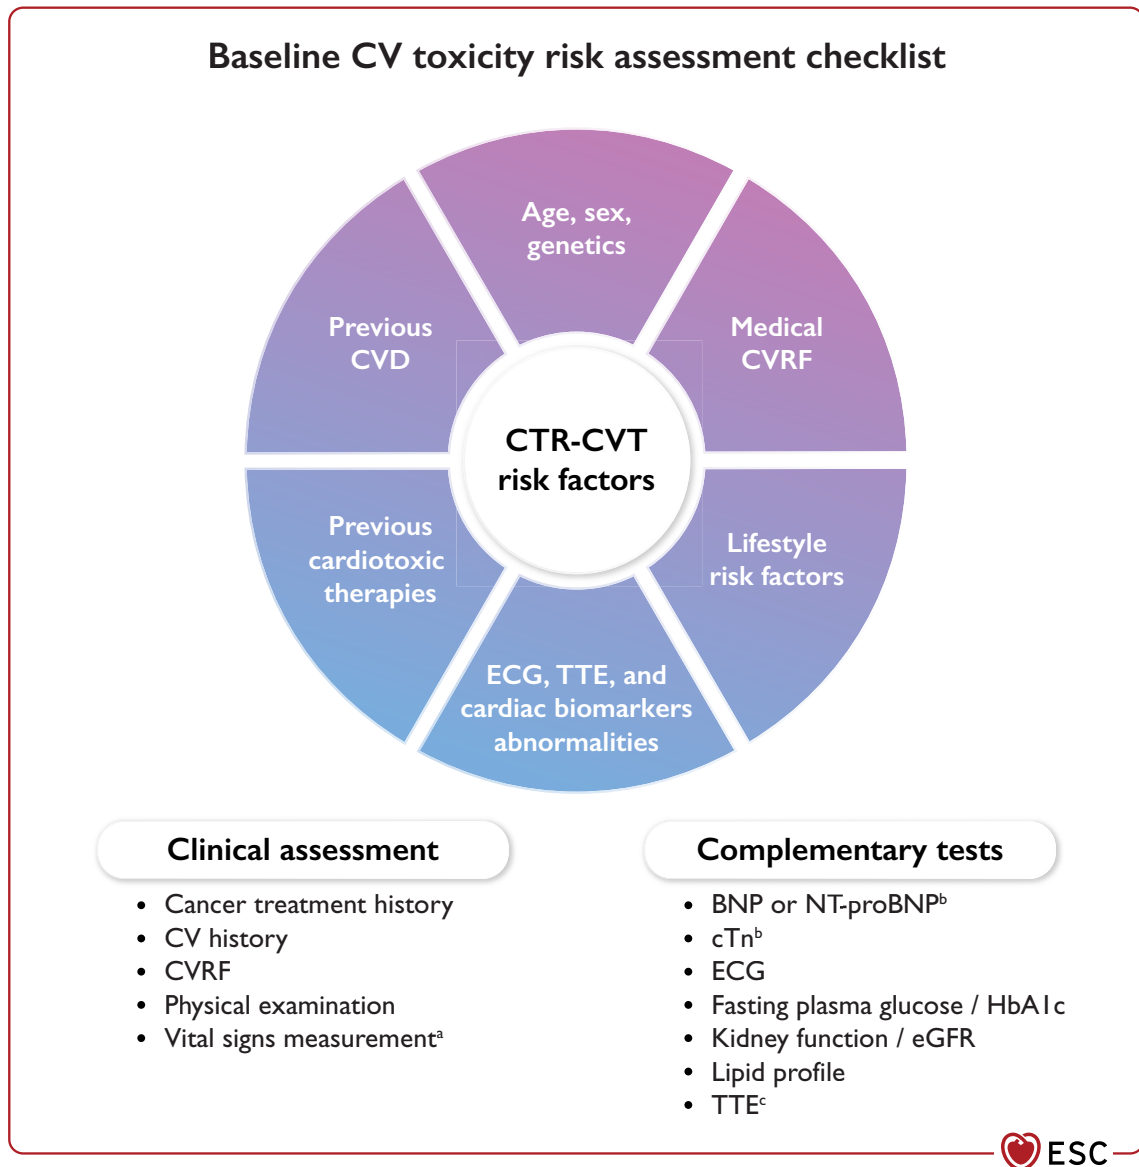 Baseline CV toxicity risk assessment checklist
Age, sex,
genetics
Previous
CVD
Medical
CVRF
CTR-CVT
risk factors
Previous
cardiotoxic
therapies
Lifestyle
risk factors
ECG, TTE, and
cardiac biomarkers
abnormalities
Clinical assessment
• Cancer treatment history
• CV history
• CVRF
• Physical examination
• Vital signs measurementᵃ
Complementary tests
• BNP or NT-proBNPᵇ
• cTnᵇ
• ECG
• Fasting plasma glucose / HbA1c
• Kidney function / eGFR
• Lipid profile
• TTEᶜ
ESC